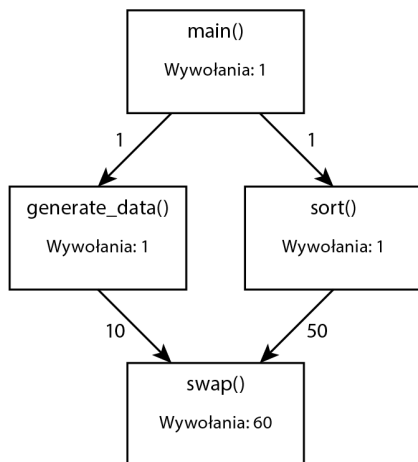 main()
Wywołania: 1
1
1
generate_data()
Wywołania: 1
sort()
Wywołania: 1
10
50
swap()
Wywołania: 60